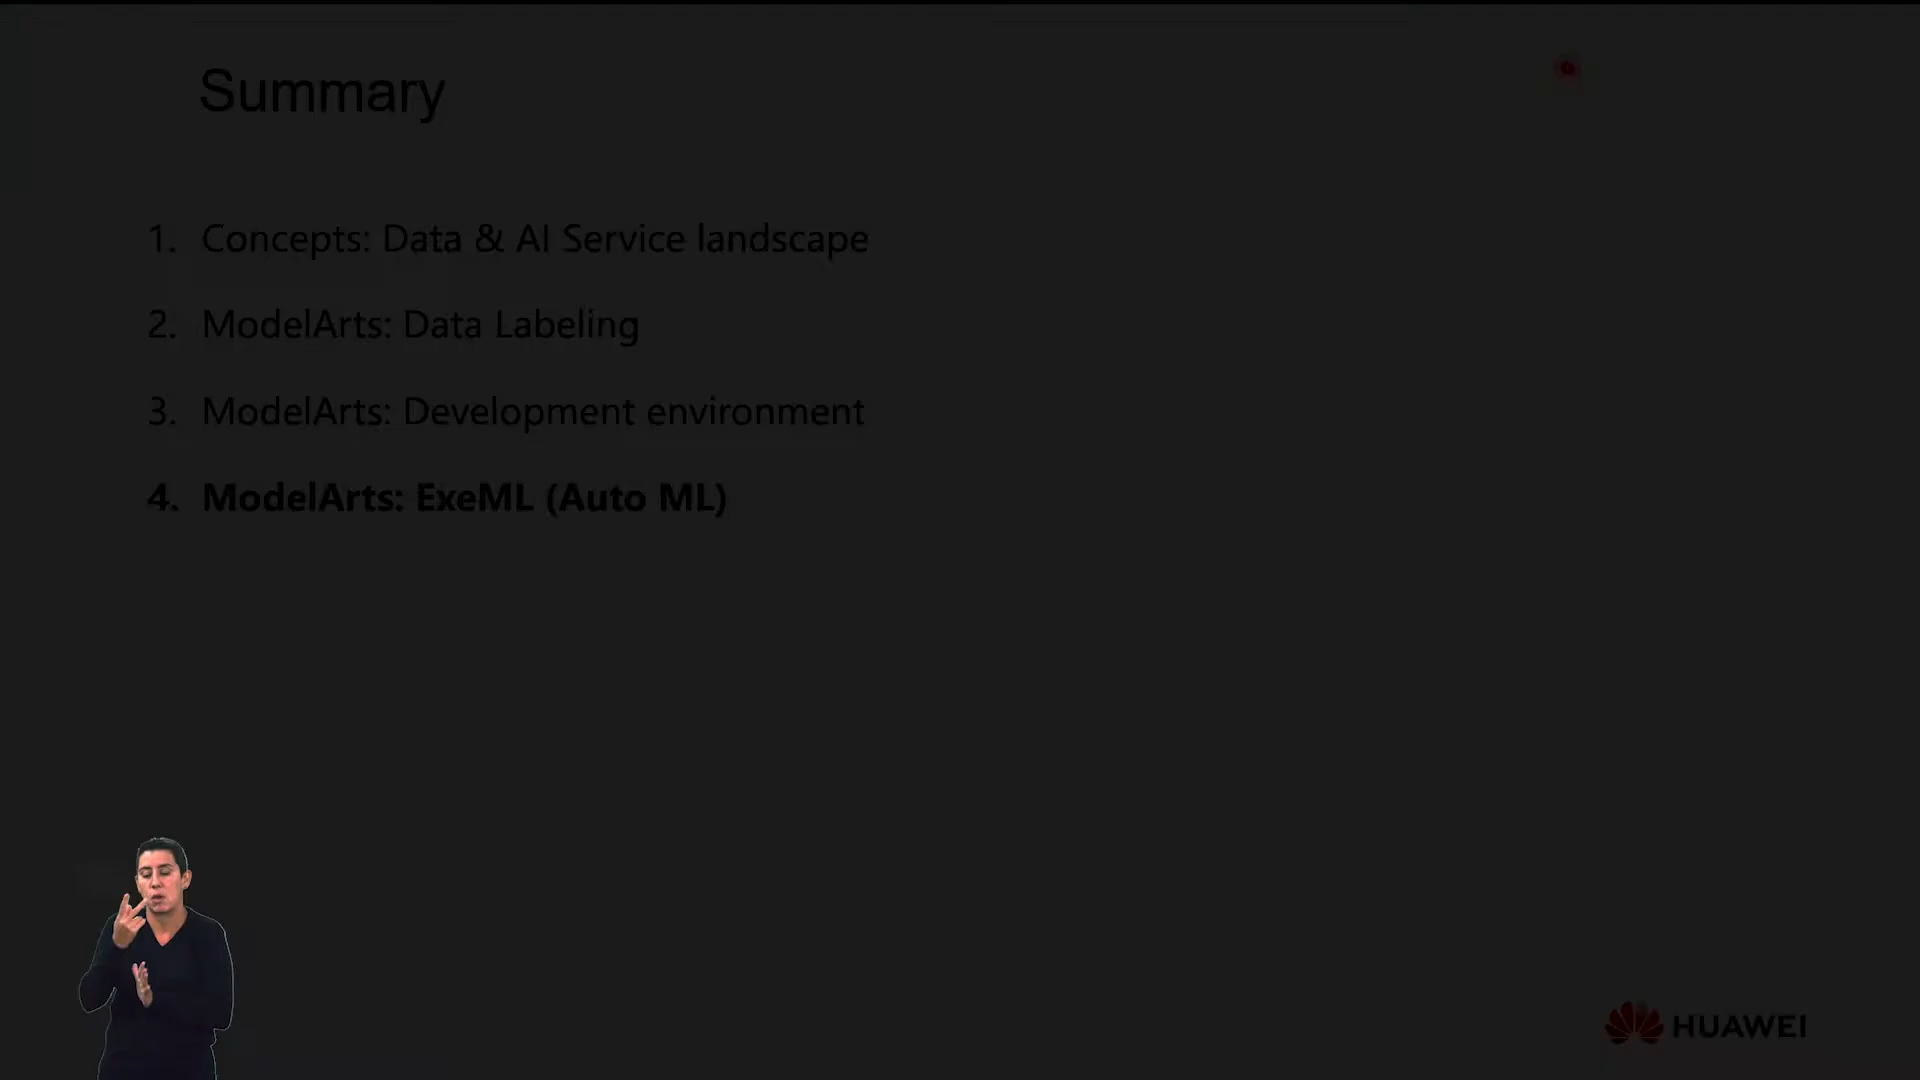 Summary
1. Concepts: Data & AI Service landscape
2. ModelArts: Data Labeling
3. ModelArts: Development environment
4. ModelArts: ExeML (Auto ML)
HUAWEI